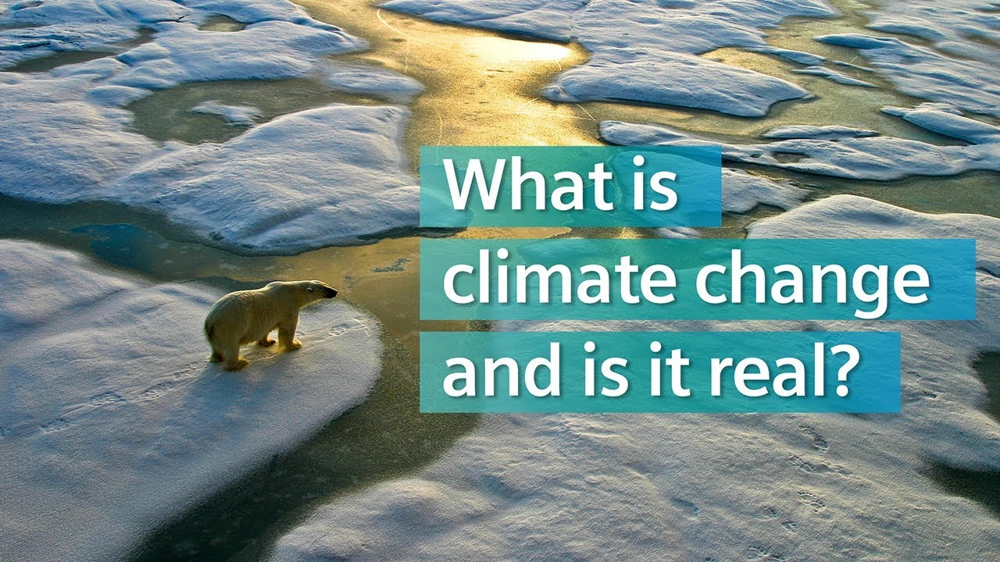 What is
climate change
and is it real?